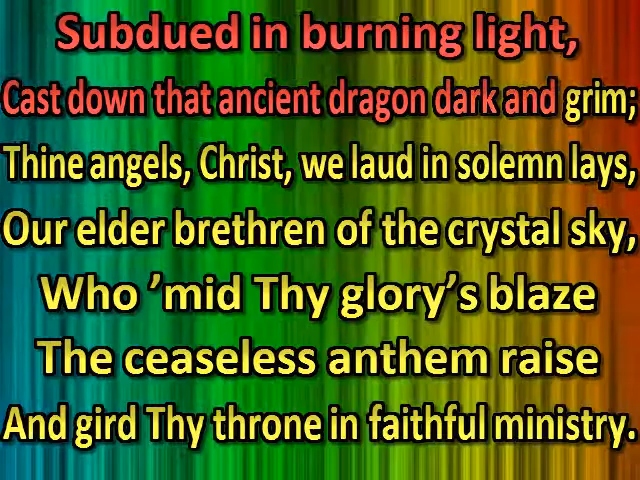 Subdued in burning light,
Cast down that ancient dragon dark and grim;
Thine angels, Christ, we laud in solemn lays,
Our elder brethren of the crystal sky,
Who ’mid Thy glory’s blaze
The ceaseless anthem raise
And gird Thy throne in faithful ministry.